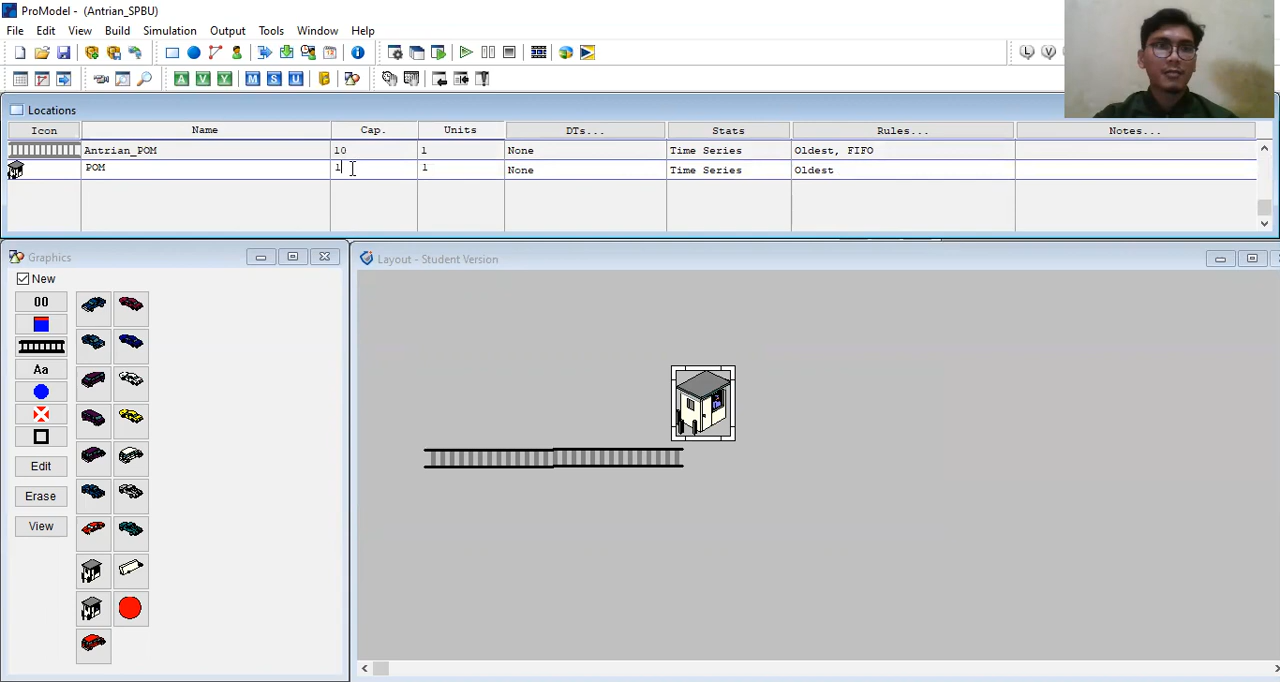 ProModel - (Antrian_SPBU)
File Edit View Build Simulation Output Tools Window Help
L V
A V V M S U
Locations
Icon Name Cap. Units DTs... Stats Rules... Notes...
Antrian_POM 10 1 None Time Series Oldest, FIFO
POM 1 1 None Time Series Oldest
Graphics
New
00
Aa
Edit
Erase
View
Layout - Student Version